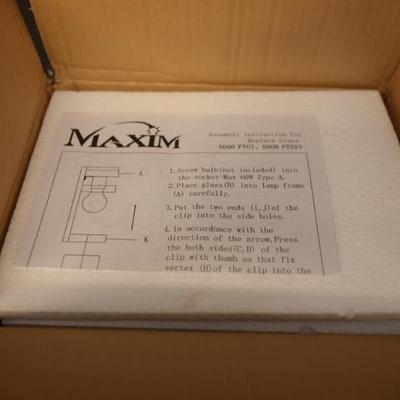 MAXIM
Assembly Instruction For
Replace Glass
5000 FTOI, 5000 FTSST
1. Screw bulb(not included) into
the socket-Max 60W Type A.
2. Place glass(B) into lamp frame
(A) carefully.
3. Put the two ends (I,J)of the
clip into the side holes.
4. In accordance with the
direction of the arrow, Press
the both sides(C,D) of the
clip with thumb so that fix
vertex (H)of the clip into the
A
K